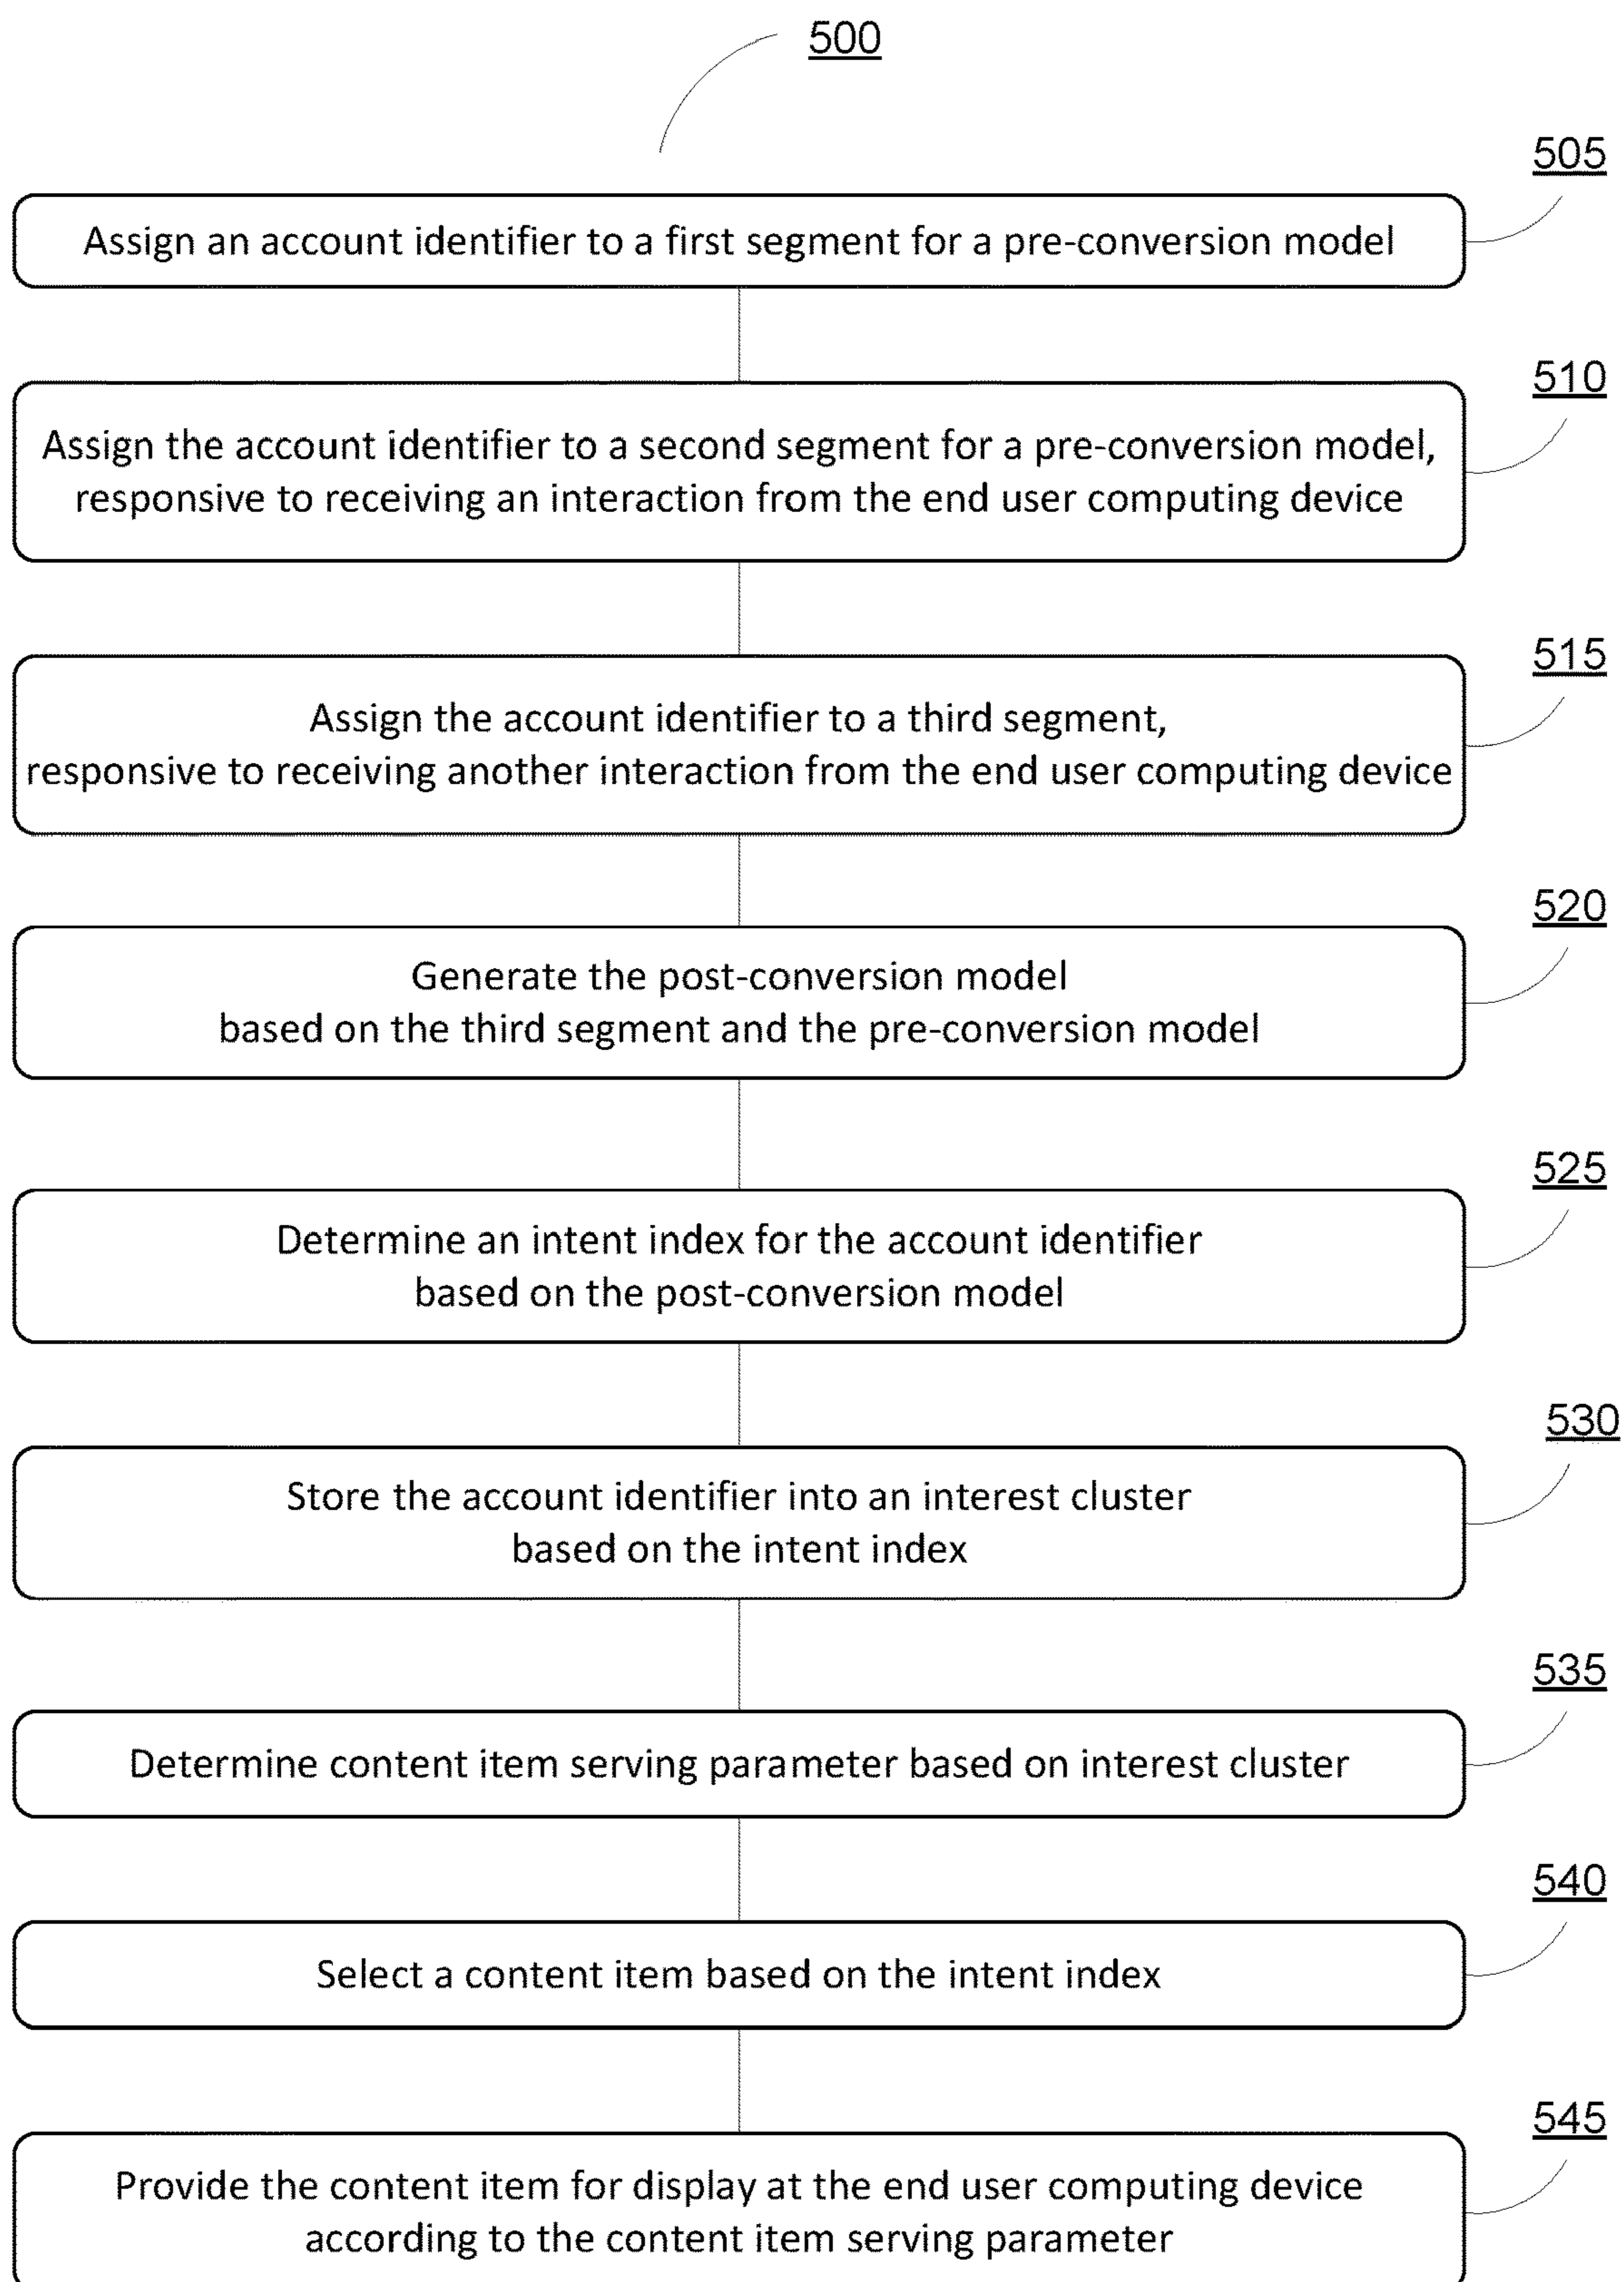 500
505
Assign an account identifier to a first segment for a pre-conversion model
510
Assign the account identifier to a second segment for a pre-conversion model,
responsive to receiving an interaction from the end user computing device
515
Assign the account identifier to a third segment,
responsive to receiving another interaction from the end user computing device
520
Generate the post-conversion model
based on the third segment and the pre-conversion model
525
Determine an intent index for the account identifier
based on the post-conversion model
530
Store the account identifier into an interest cluster
based on the intent index
535
Determine content item serving parameter based on interest cluster
540
Select a content item based on the intent index
545
Provide the content item for display at the end user computing device
according to the content item serving parameter